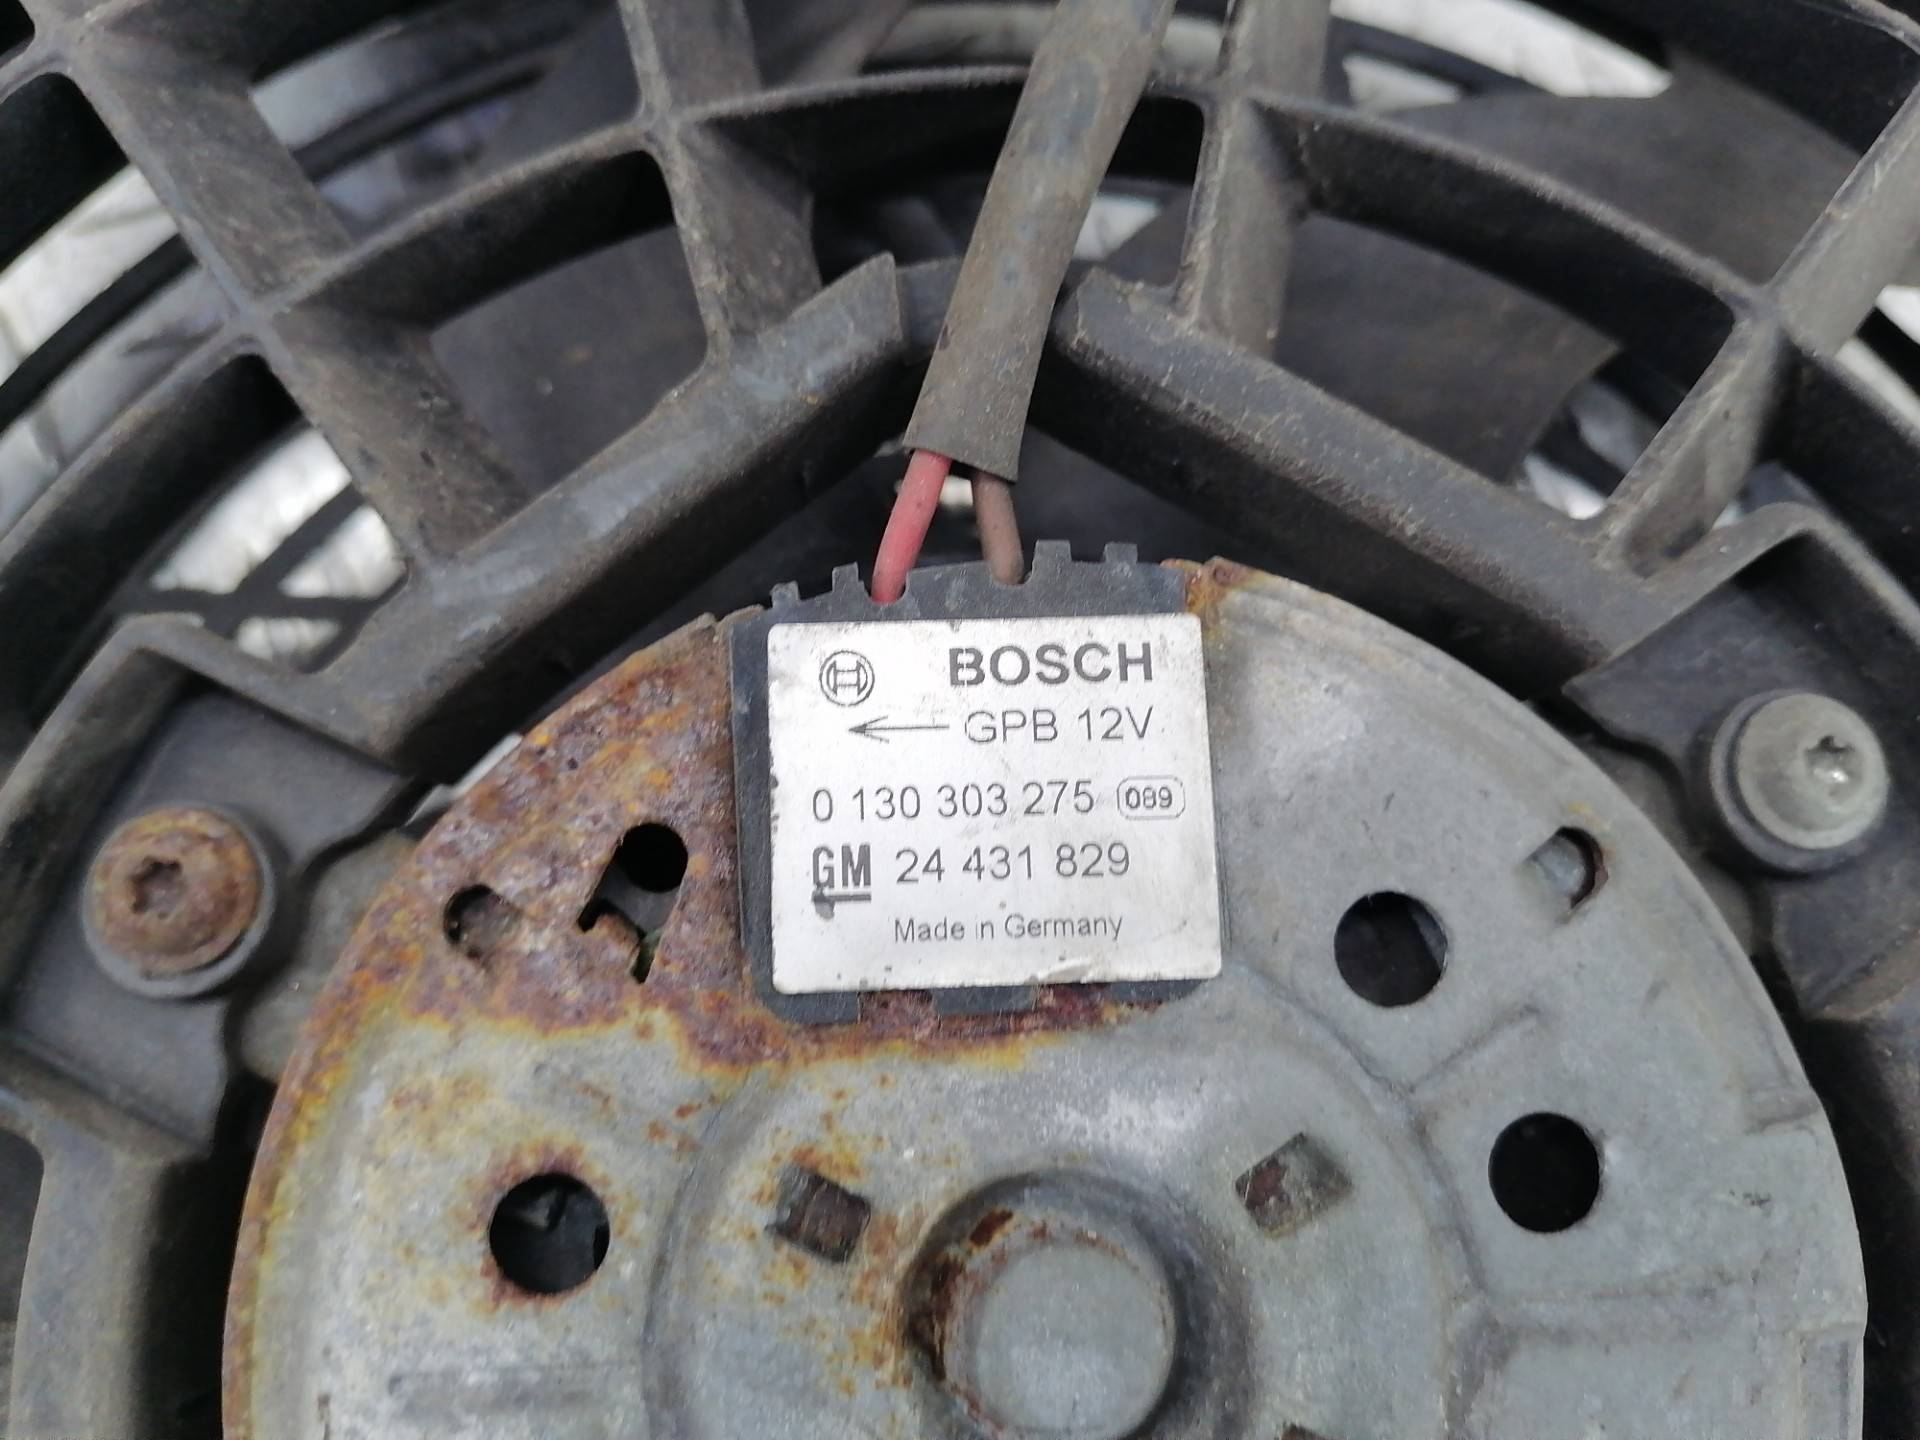 BOSCH
GPB 12V
0 130 303 275 089
GM 24 431 829
Made in Germany